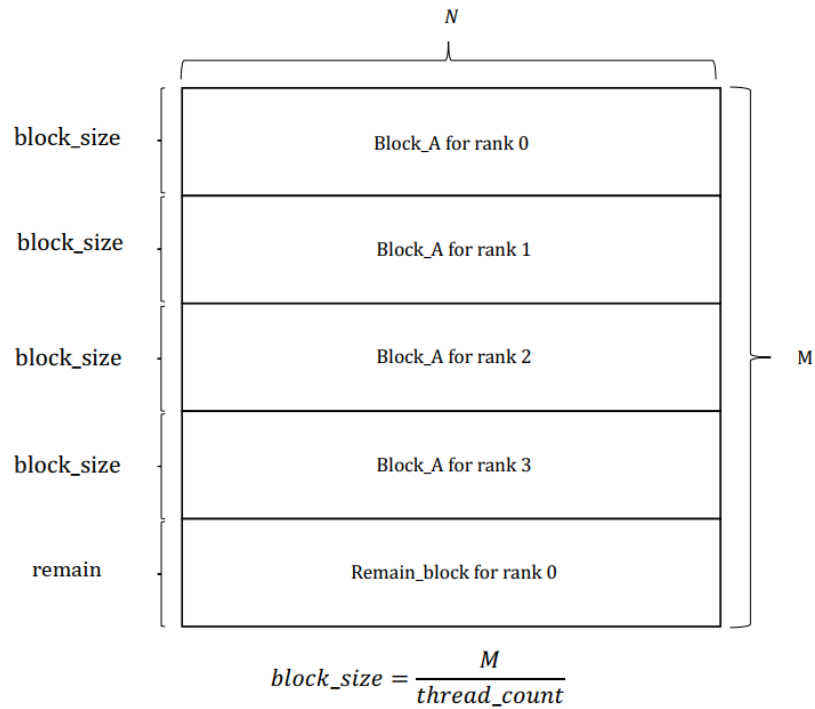 N
block_size
Block_A for rank 0
block_size
Block_A for rank 1
block_size
Block_A for rank 2
M
block_size
Block_A for rank 3
remain
Remain_block for rank 0
block_size = M / thread_count